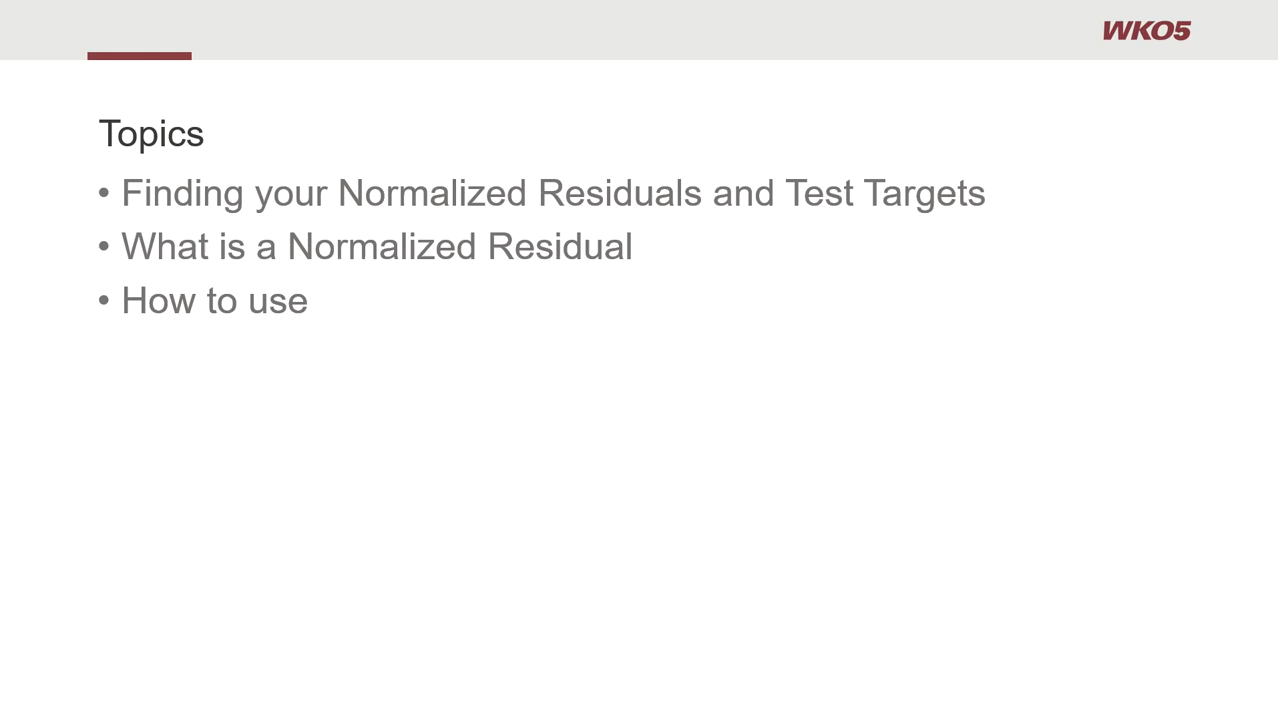 WKO5
Topics
• Finding your Normalized Residuals and Test Targets
• What is a Normalized Residual
• How to use